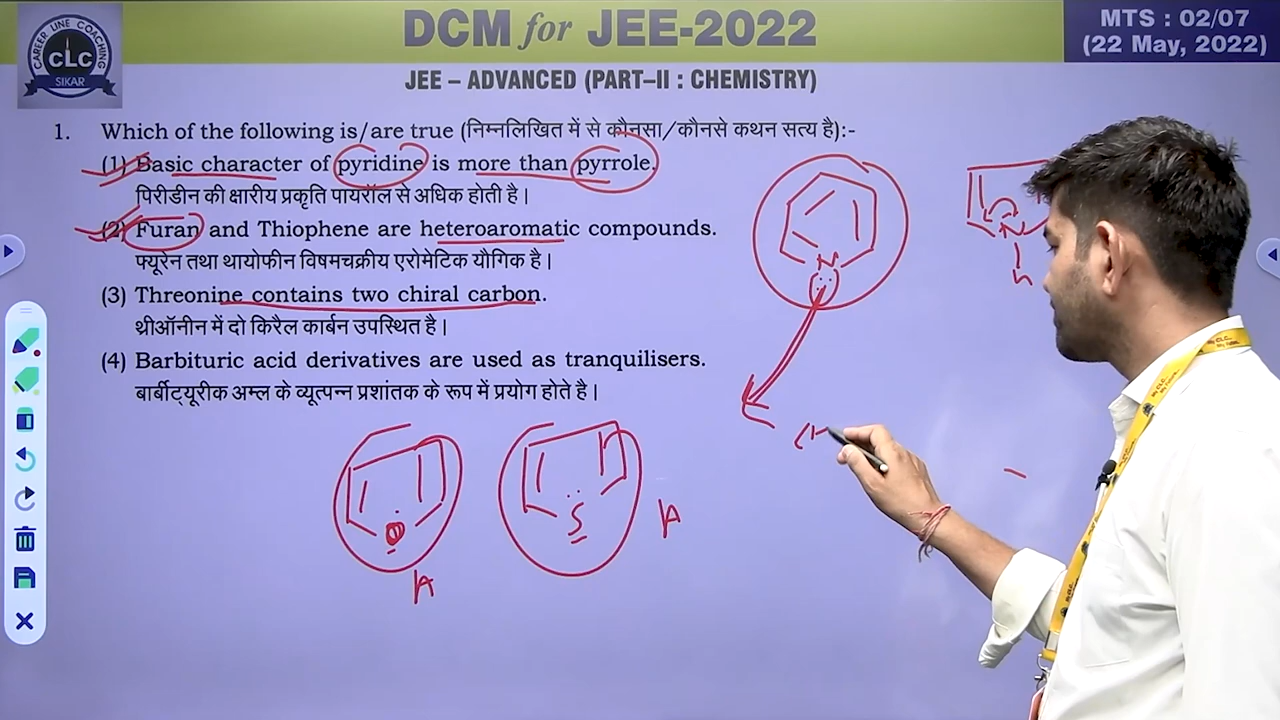 CAREER LINE COACHING
CLC
SIKAR
DCM for JEE-2022
MTS : 02/07
(22 May, 2022)
JEE – ADVANCED (PART–II : CHEMISTRY)
1. Which of the following is/are true (निम्नलिखित में से कौनसा/कौनसे कथन सत्य है):-
(1) Basic character of pyridine is more than pyrrole.
पिरीडीन की क्षारीय प्रकृति पायरॉल से अधिक होती है।
(2) Furan and Thiophene are heteroaromatic compounds.
फ्यूरेन तथा थायोफीन विषमचक्रीय एरोमेटिक यौगिक है।
(3) Threonine contains two chiral carbon.
थ्रीऑनीन में दो किरैल कार्बन उपस्थित है।
(4) Barbituric acid derivatives are used as tranquilisers.
बार्बीट्यूरीक अम्ल के व्यूत्पन्न प्रशांतक के रूप में प्रयोग होते है।
N
S
A
A